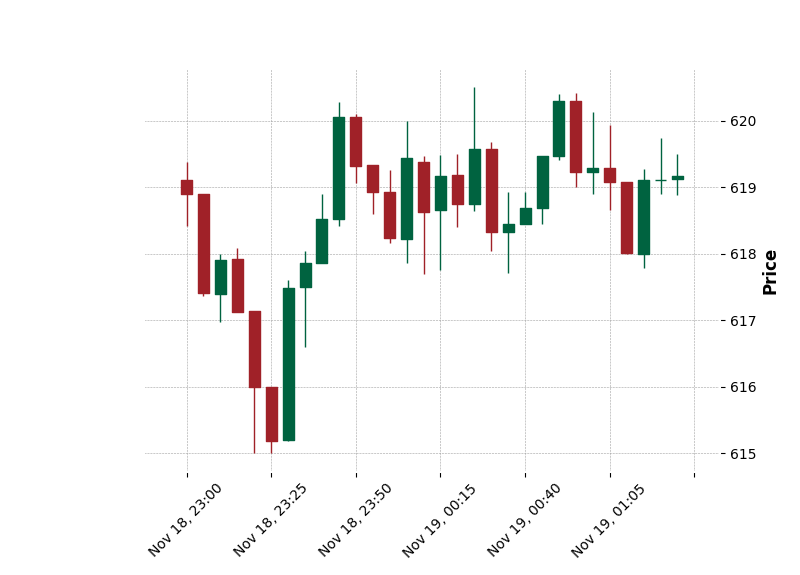 620
619
618
617
616
615
Price
Nov 18, 23:00
Nov 18, 23:25
Nov 18, 23:50
Nov 19, 00:15
Nov 19, 00:40
Nov 19, 01:05